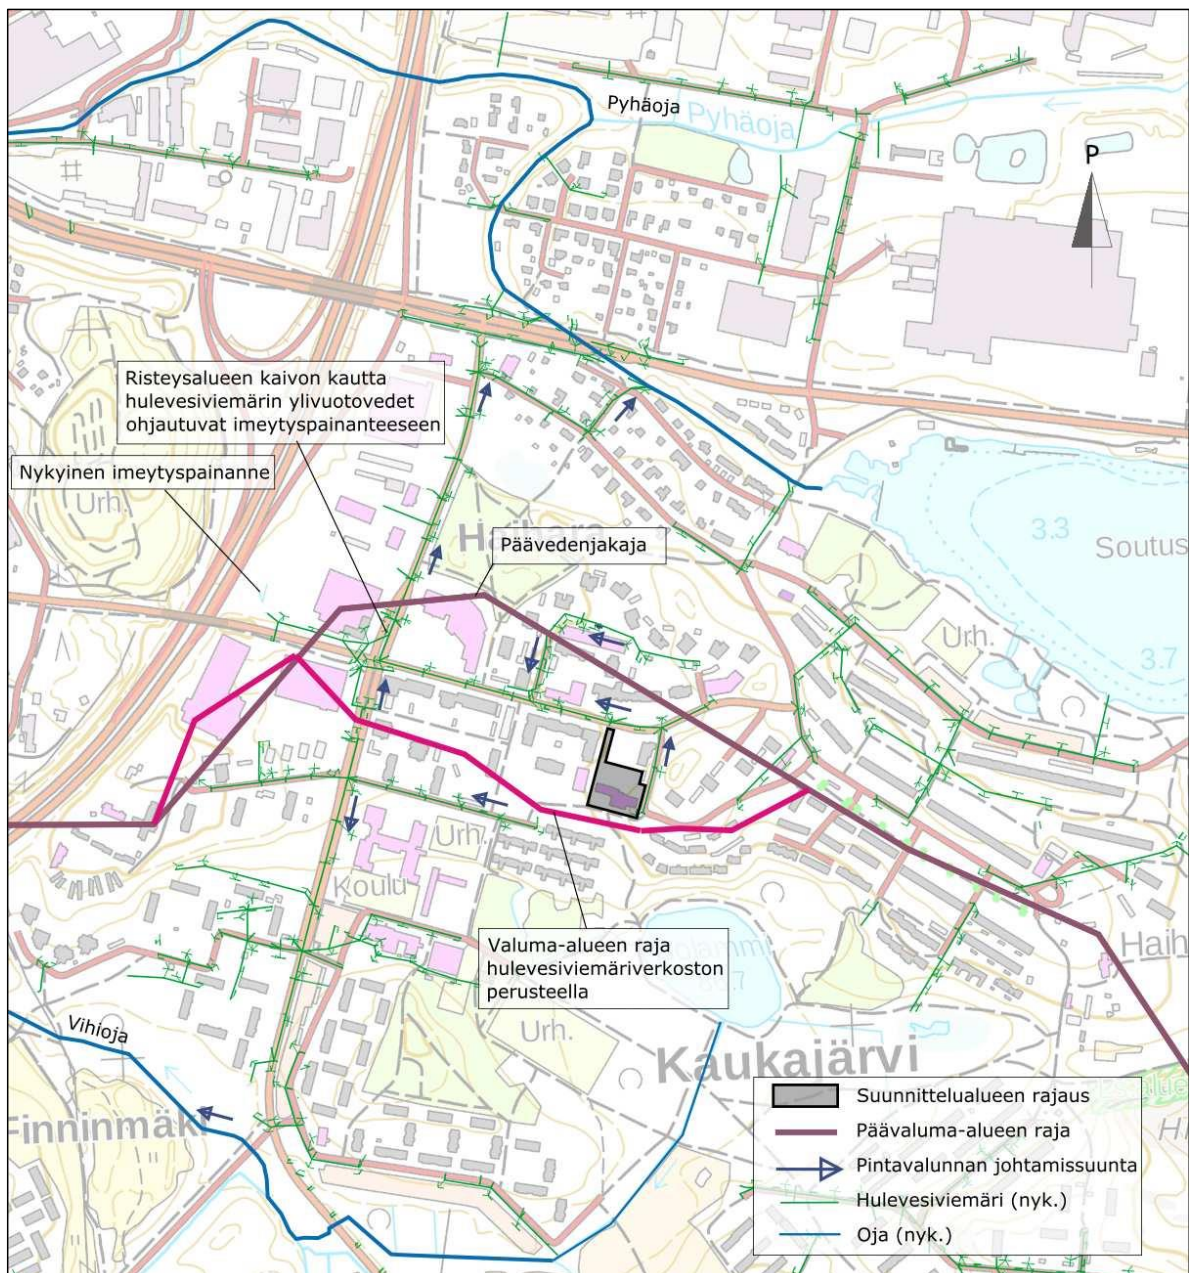 Pyhäoja
Pyhäoja
P
Risteysalueen kaivon kautta
hulevesiviemärin ylivuotovedet
ohjautuvat imeytyspainanteeseen
Nykyinen imeytyspainanne
Urh.
Haihara
Päävedenjakaja
3.3
Soutus
Urh.
3.7
Urh.
Koulu
Haih
Valuma-alueen raja
hulevesiviemäriverkoston
perusteella
Vihioja
Urh.
Kaukajärvi
Finninmäki
Suunnittelualueen rajaus
Päävaluma-alueen raja
Pintavalunnan johtamissuunta
Hulevesiviemäri (nyk.)
Oja (nyk.)